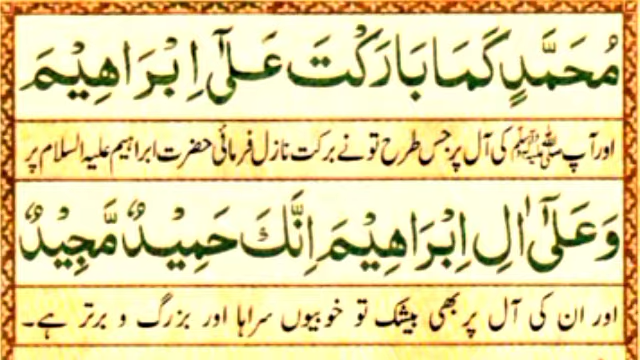 مُحَمَّدٍ كَمَا بَارَكْتَ عَلٰٓى اِبْرَاهِيْمَ
اور آپ ﷺ کی آل پر جس طرح تو نے برکت نازل فرمائی حضرت ابراہیم علیہ السلام پر
وَعَلٰٓى اٰلِ اِبْرَاهِيْمَ اِنَّكَ حَمِيْدٌ مَّجِيْدٌ
اور ان کی آل پر بھی بیشک تو خوبیوں سراہا اور بزرگ و برتر ہے۔